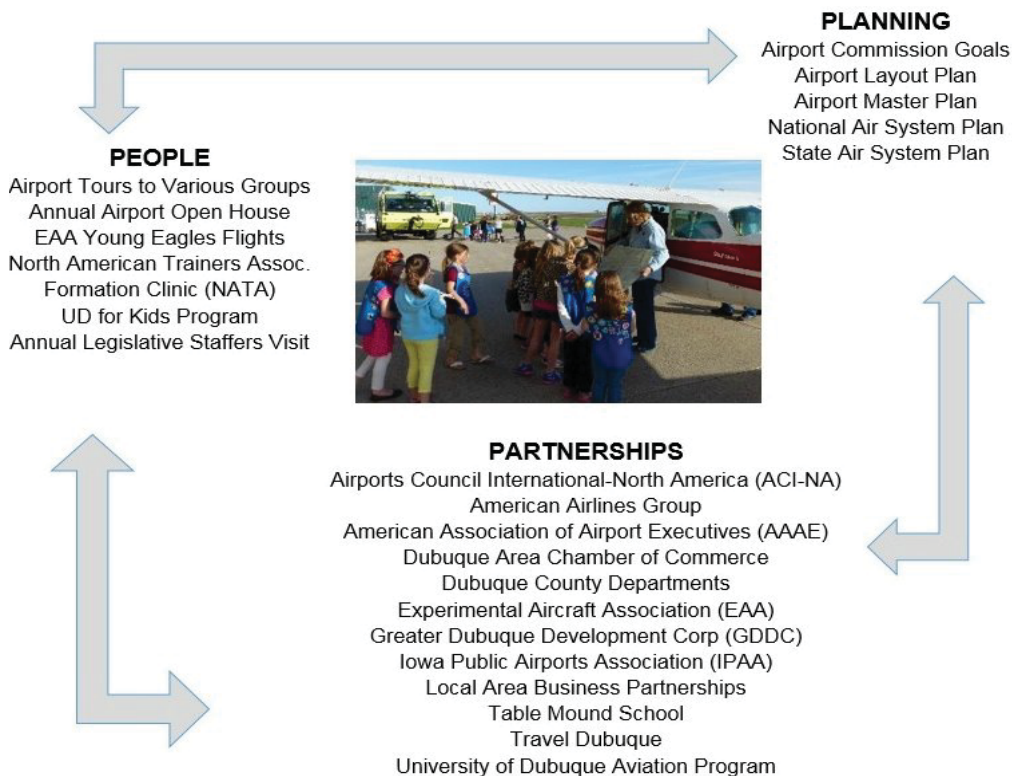 PLANNING
Airport Commission Goals
Airport Layout Plan
Airport Master Plan
National Air System Plan
State Air System Plan
PEOPLE
Airport Tours to Various Groups
Annual Airport Open House
EAA Young Eagles Flights
North American Trainers Assoc.
Formation Clinic (NATA)
UD for Kids Program
Annual Legislative Staffers Visit
PARTNERSHIPS
Airports Council International-North America (ACI-NA)
American Airlines Group
American Association of Airport Executives (AAAE)
Dubuque Area Chamber of Commerce
Dubuque County Departments
Experimental Aircraft Association (EAA)
Greater Dubuque Development Corp (GDDC)
Iowa Public Airports Association (IPAA)
Local Area Business Partnerships
Table Mound School
Travel Dubuque
University of Dubuque Aviation Program